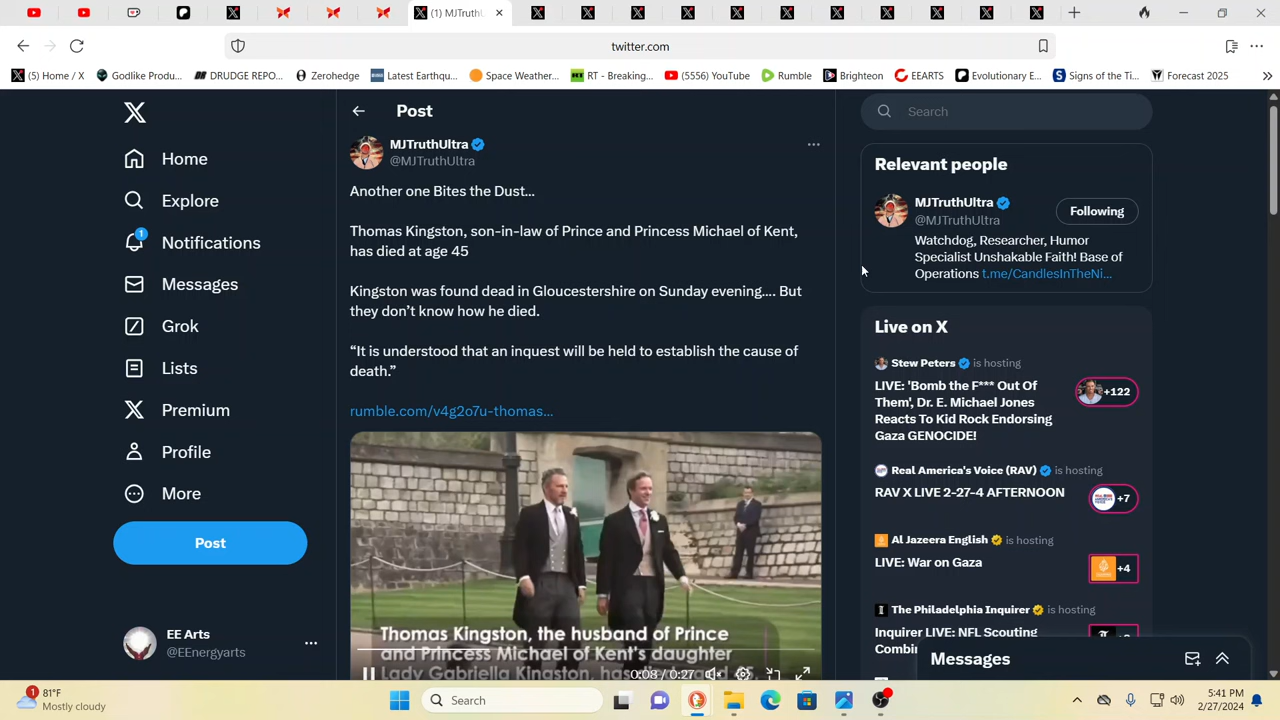 (1) MJTruthU
twitter.com
(5) Home / X
Godlike Produ...
DRUDGE REPO...
Zerohedge
Latest Earthqu...
Space Weather...
RT - Breaking...
(5556) YouTube
Rumble
Brighteon
EEARTS
Evolutionary E...
Signs of the Ti...
Forecast 2025
Home
Explore
1
Notifications
Messages
Grok
Lists
Premium
Profile
More
Post
EE Arts
@EEnergyarts
Post
MJTruthUltra
@MJTruthUltra
Another one Bites the Dust...
Thomas Kingston, son-in-law of Prince and Princess Michael of Kent,
has died at age 45
Kingston was found dead in Gloucestershire on Sunday evening…. But
they don’t know how he died.
“It is understood that an inquest will be held to establish the cause of
death.”
rumble.com/v4g2o7u-thomas...
Thomas Kingston, the husband of Prince
and Princess Michael of Kent's daughter
Lady Gabriella Kingston, has
0:08 / 0:27
Search
Relevant people
MJTruthUltra
@MJTruthUltra
Following
Watchdog, Researcher, Humor
Specialist Unshakable Faith! Base of
Operations t.me/CandlesInTheNi...
Live on X
Stew Peters is hosting
LIVE: 'Bomb the F*** Out Of
Them', Dr. E. Michael Jones
Reacts To Kid Rock Endorsing
Gaza GENOCIDE!
+122
Real America's Voice (RAV) is hosting
RAV X LIVE 2-27-4 AFTERNOON
+7
Al Jazeera English is hosting
LIVE: War on Gaza
+4
The Philadelphia Inquirer is hosting
Inquirer LIVE: NFL Scouting
Messages
1
81°F
Mostly cloudy
Search
5:41 PM
2/27/2024